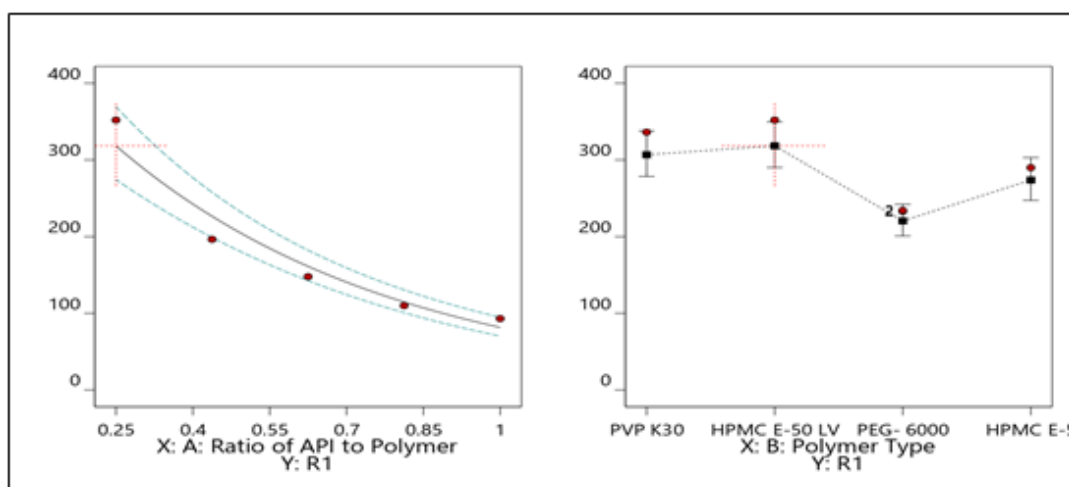 400
300
200
100
0
0.25 0.4 0.55 0.7 0.85 1
X: A: Ratio of API to Polymer
Y: R1
400
300
200
100
0
2
PVP K30 HPMC E-50 LV PEG- 6000 HPMC E-5
X: B: Polymer Type
Y: R1